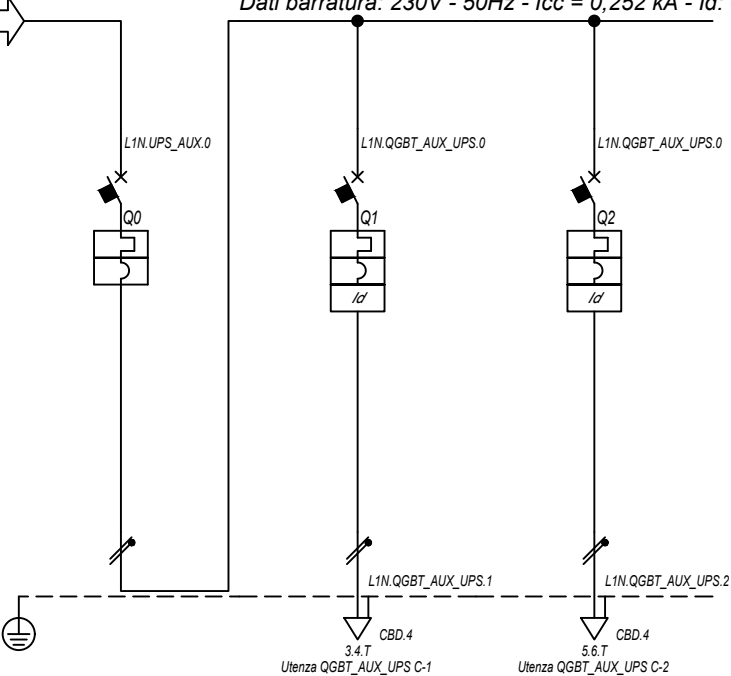 Dati barratura: 230V - 50Hz - Icc = 0,252 kA - Id:
L1N.UPS_AUX.0
L1N.QGBT_AUX_UPS.0
L1N.QGBT_AUX_UPS.0
Q0
Q1
Q2
Id
Id
L1N.QGBT_AUX_UPS.1
L1N.QGBT_AUX_UPS.2
CBD.4
CBD.4
3.4.T
5.6.T
Utenza QGBT_AUX_UPS C-1
Utenza QGBT_AUX_UPS C-2